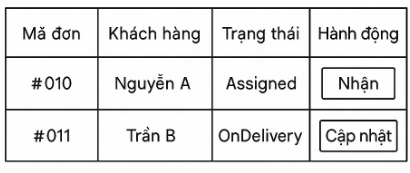 Mã đơn Khách hàng Trạng thái Hành động
#010 Nguyễn A Assigned Nhận
#011 Trần B OnDelivery Cập nhật